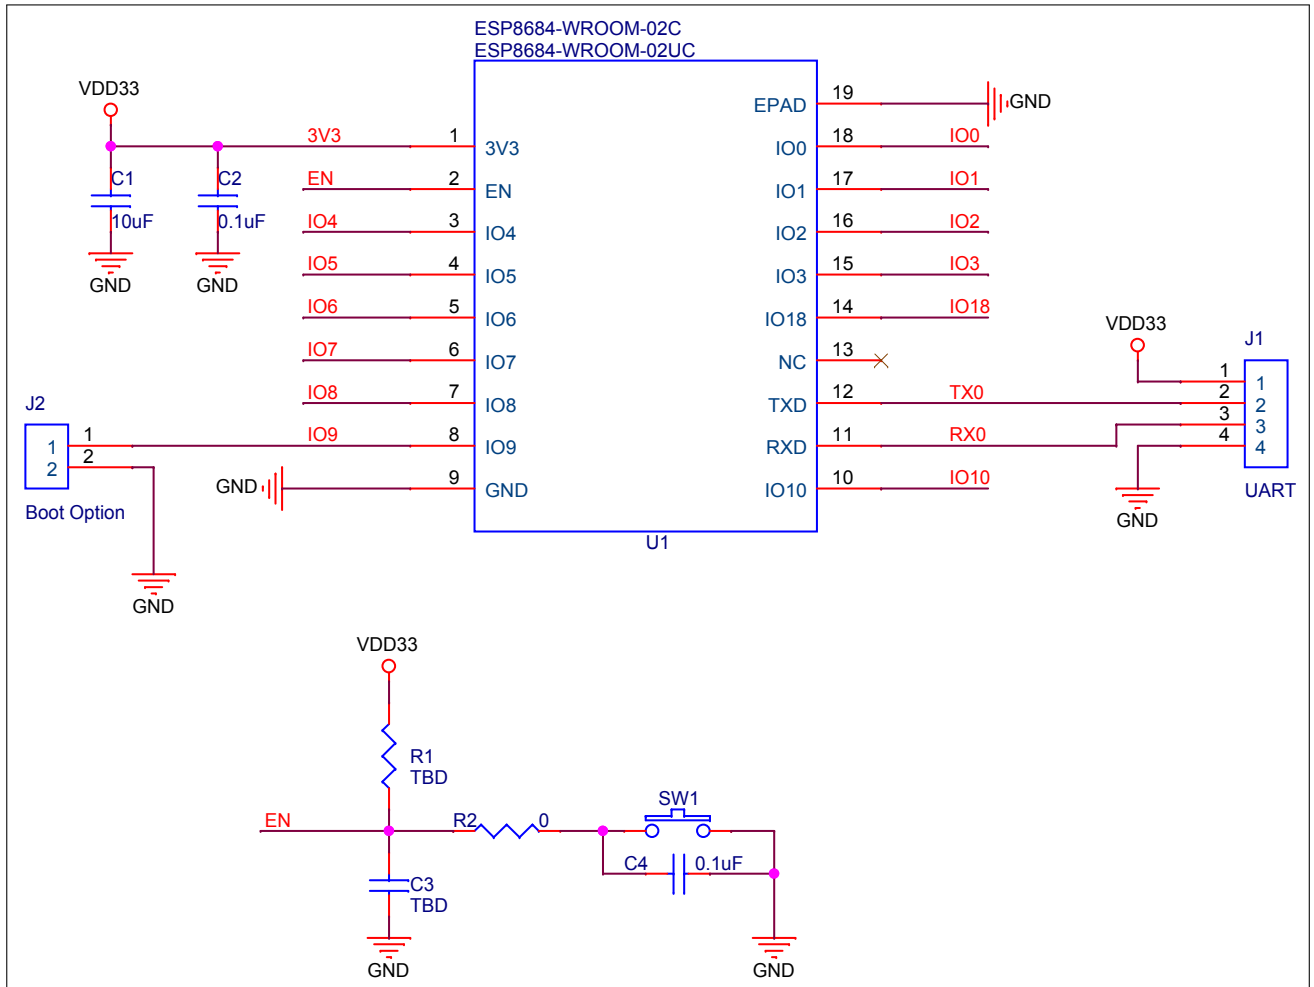 ESP8684-WROOM-02C
ESP8684-WROOM-02UC
VDD33
3V3
C1
10uF
GND
C2
0.1uF
GND
EN
IO4
IO5
IO6
IO7
IO8
IO9
1
2
3
4
5
6
7
8
9
3V3
EN
IO4
IO5
IO6
IO7
IO8
IO9
GND
GND
J2
1
2
1
2
Boot Option
GND
EPAD
IO0
IO1
IO2
IO3
IO18
NC
TXD
RXD
IO10
19
18
17
16
15
14
13
12
11
10
GND
IO0
IO1
IO2
IO3
IO18
TX0
RX0
IO10
U1
VDD33
J1
1
2
3
4
1
2
3
4
UART
GND
VDD33
R1
TBD
EN
R2
0
SW1
C4
0.1uF
C3
TBD
GND
GND